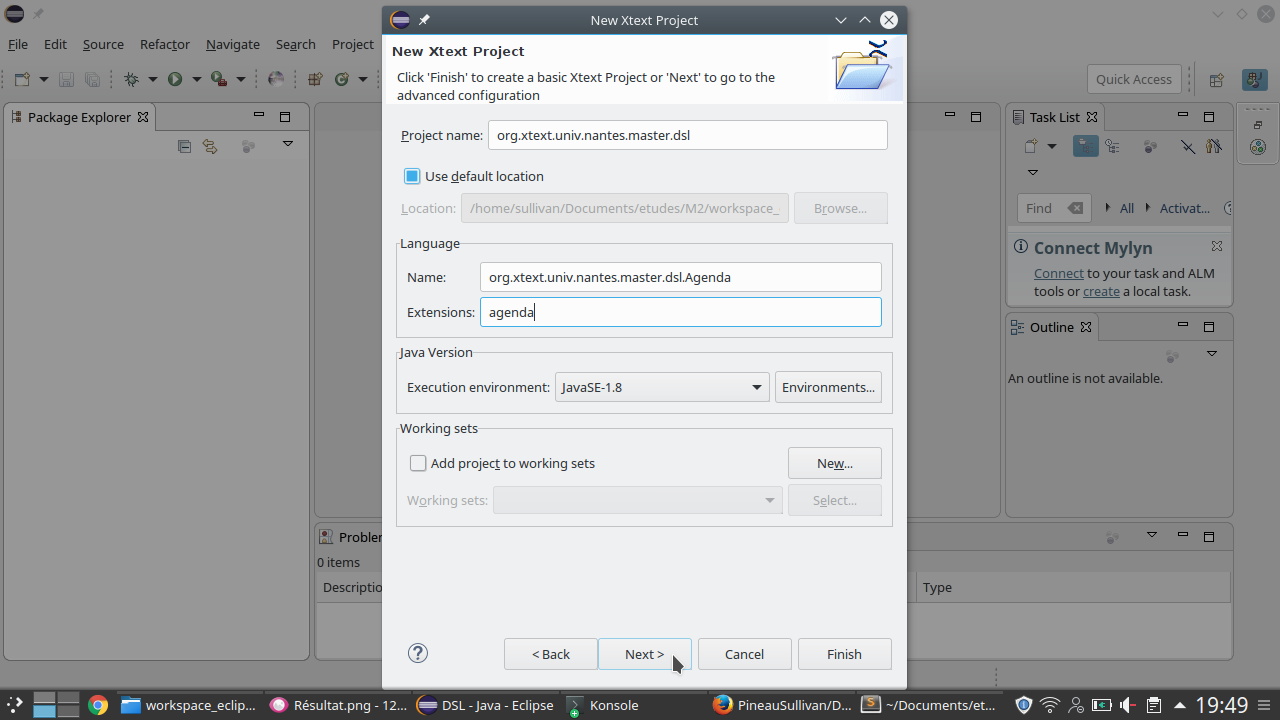 New Xtext Project
File Edit Source Refactor Navigate Search Project
New Xtext Project
Click 'Finish' to create a basic Xtext Project or 'Next' to go to the
advanced configuration
Quick Access
Package Explorer
Task List
Project name: org.xtext.univ.nantes.master.dsl
Use default location
Location: /home/sullivan/Documents/etudes/M2/workspace_
Browse...
Find
All
Activat...
Language
Connect Mylyn
Connect to your task and ALM
tools or create a local task.
Name: org.xtext.univ.nantes.master.dsl.Agenda
Extensions: agenda
Outline
An outline is not available.
Java Version
Execution environment: JavaSE-1.8
Environments...
Working sets
Add project to working sets
New...
Working sets:
Select...
Problem
0 items
Descriptio
Type
< Back
Next >
Cancel
Finish
workspace_eclip...
Résultat.png - 12...
DSL - Java - Eclipse
Konsole
PineauSullivan/D...
~/Documents/et...
19:49